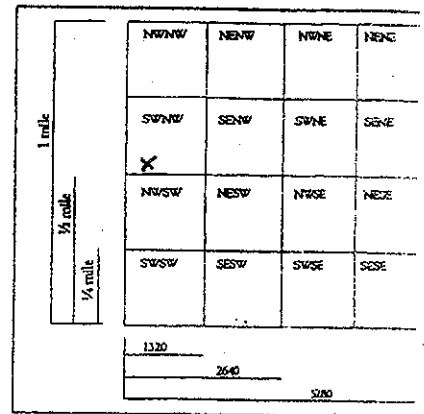 NWNW NENW NWNE NENE
SWNW SENW SWNE SENE
X
NWSW NESW NWSE NESE
SWSW SESW SWSE SESE
1 mile
1/2 mile
1/4 mile
1320
2640
5280